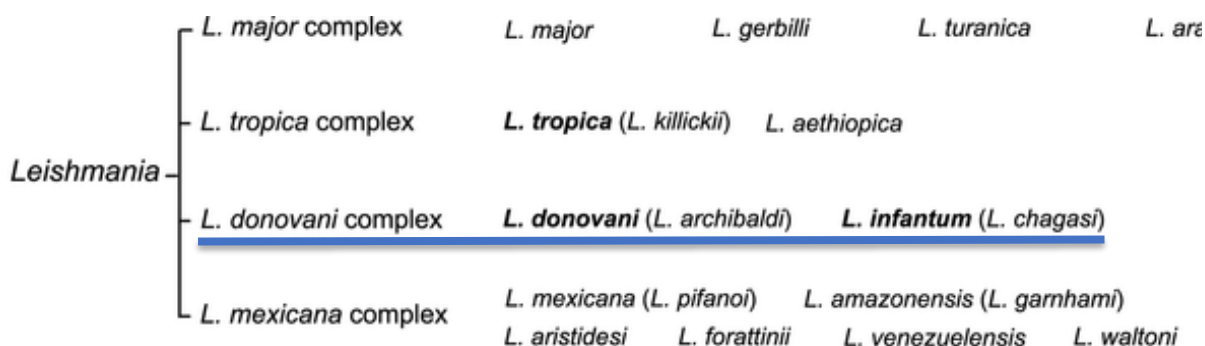 L. major complex L. major L. gerbilli L. turanica L. ara
L. tropica complex L. tropica (L. killickii) L. aethiopica
Leishmania
L. donovani complex L. donovani (L. archibaldi) L. infantum (L. chagasi)
L. mexicana complex L. mexicana (L. pifanoi) L. amazonensis (L. garnhami)
L. aristidesi L. forattinii L. venezuelensis L. waltoni